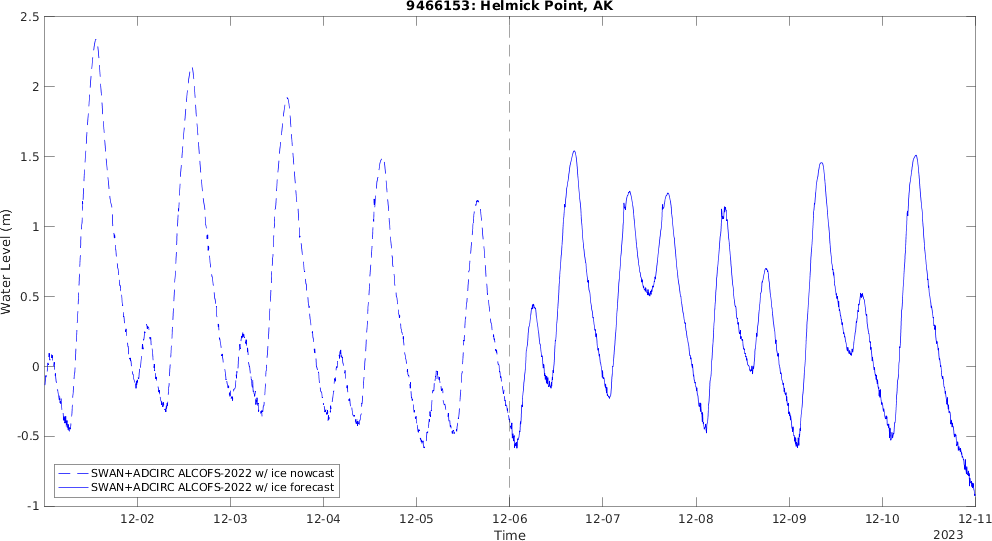 9466153: Helmick Point, AK
2.5
2
1.5
1
0.5
0
-0.5
-1
Water Level (m)
SWAN+ADCIRC ALCOFS-2022 w/ ice nowcast
SWAN+ADCIRC ALCOFS-2022 w/ ice forecast
12-02 12-03 12-04 12-05 12-06 12-07 12-08 12-09 12-10 12-11
Time
2023